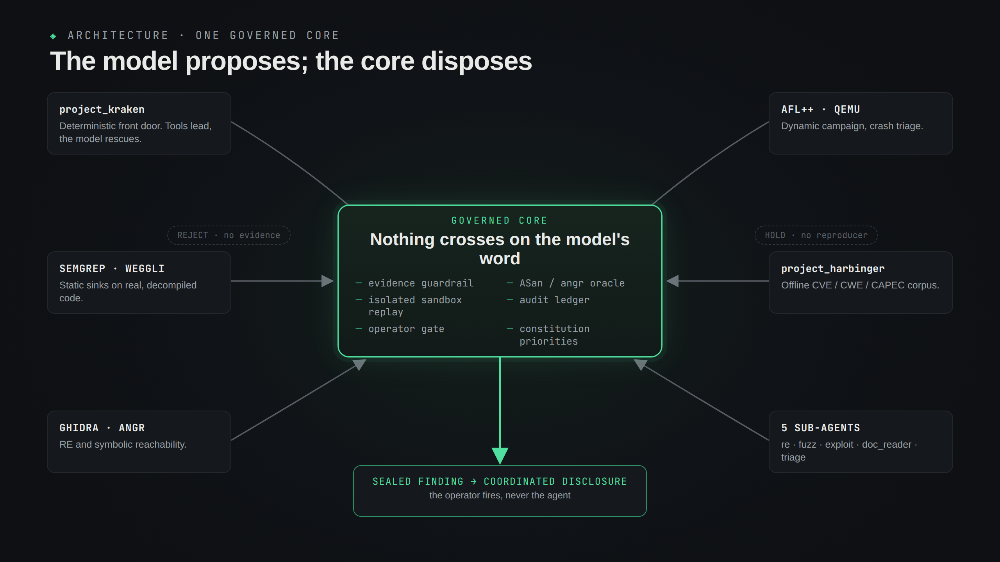 ◈ ARCHITECTURE · ONE GOVERNED CORE
The model proposes; the core disposes
project_kraken
Deterministic front door. Tools lead,
the model rescues.
AFL++ · QEMU
Dynamic campaign, crash triage.
REJECT · no evidence
HOLD · no reproducer
SEMGREP · WEGGLI
Static sinks on real, decompiled
code.
GOVERNED CORE
Nothing crosses on the model's
word
— evidence guardrail
— ASan / angr oracle
— isolated sandbox
replay
— audit ledger
— operator gate
— constitution
priorities
project_harbinger
Offline CVE / CWE / CAPEC corpus.
GHIDRA · ANGR
RE and symbolic reachability.
5 SUB-AGENTS
re · fuzz · exploit · doc_reader ·
triage
SEALED FINDING → COORDINATED DISCLOSURE
the operator fires, never the agent